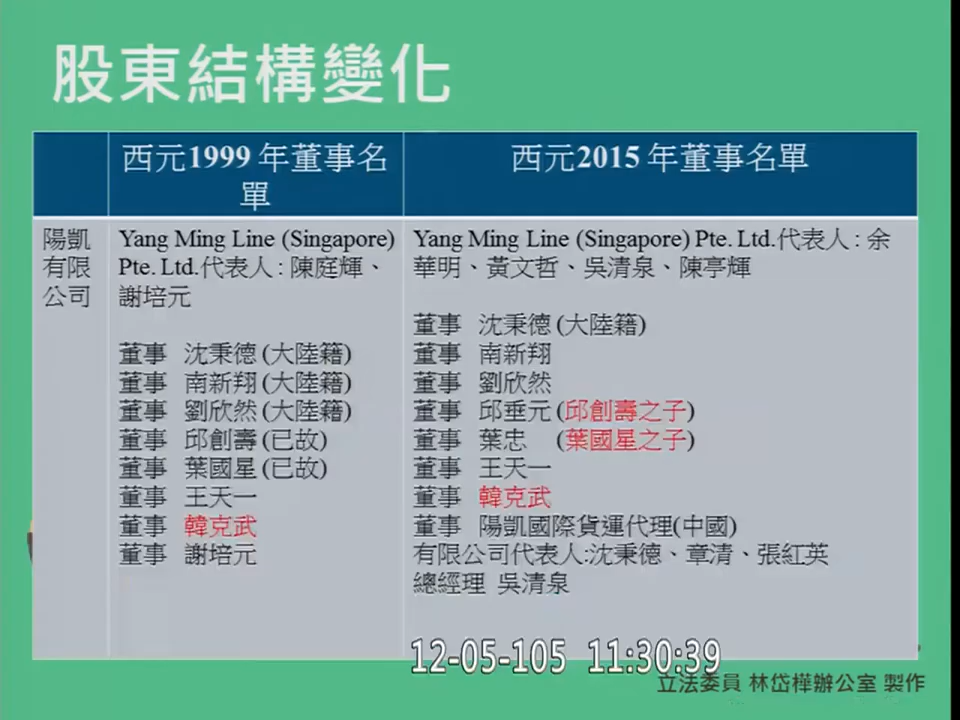 股東結構變化
西元1999 年董事名
單
西元2015 年董事名單
陽凱
有限
公司
Yang Ming Line (Singapore)
Pte. Ltd.代表人 : 陳庭輝、
謝培元
董事 沈秉德 (大陸籍)
董事 南新翔 (大陸籍)
董事 劉欣然 (大陸籍)
董事 邱創壽 (已故)
董事 葉國星 (已故)
董事 王天一
董事 韓克武
董事 謝培元
Yang Ming Line (Singapore) Pte. Ltd.代表人 : 余
華明、黃文哲、吳清泉、陳亭輝
董事 沈秉德 (大陸籍)
董事 南新翔
董事 劉欣然
董事 邱垂元 (邱創壽之子)
董事 葉忠 (葉國星之子)
董事 王天一
董事 韓克武
董事 陽凱國際貨運代理(中國)
有限公司代表人:沈秉德、章清、張紅英
總經理 吳清泉
12-05-105 11:30:39
立法委員 林岱樺辦公室 製作